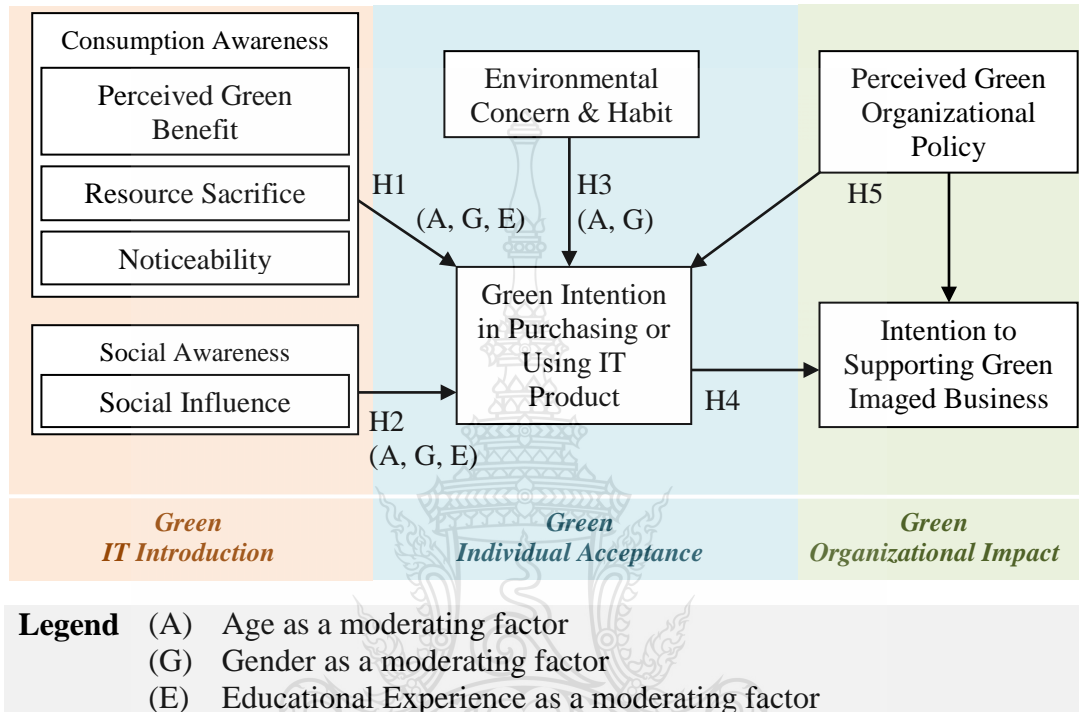 Consumption Awareness
Perceived Green
Benefit
Resource Sacrifice
Noticeability
Social Awareness
Social Influence
H1
(A, G, E)
H2
(A, G, E)
Environmental
Concern & Habit
H3
(A, G)
Green Intention
in Purchasing or
Using IT
Product
H4
Perceived Green
Organizational
Policy
H5
Intention to
Supporting Green
Imaged Business
Green
IT Introduction
Green
Individual Acceptance
Green
Organizational Impact
Legend (A) Age as a moderating factor
(G) Gender as a moderating factor
(E) Educational Experience as a moderating factor